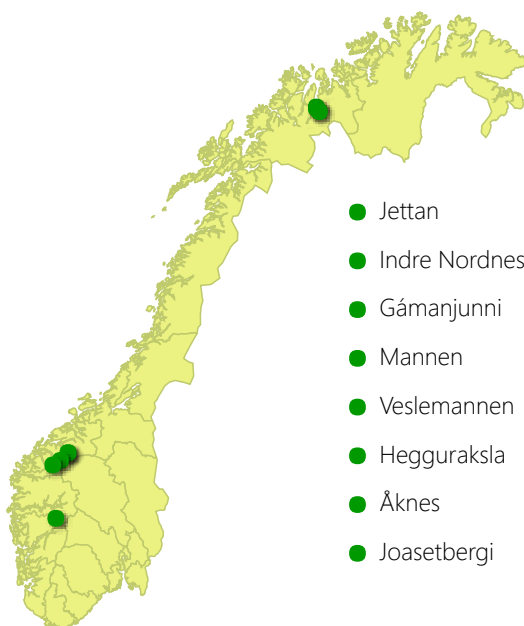 Jettan
Indre Nordnes
Gámanjunni
Mannen
Veslemannen
Hegguraksla
Åknes
Joasetbergi